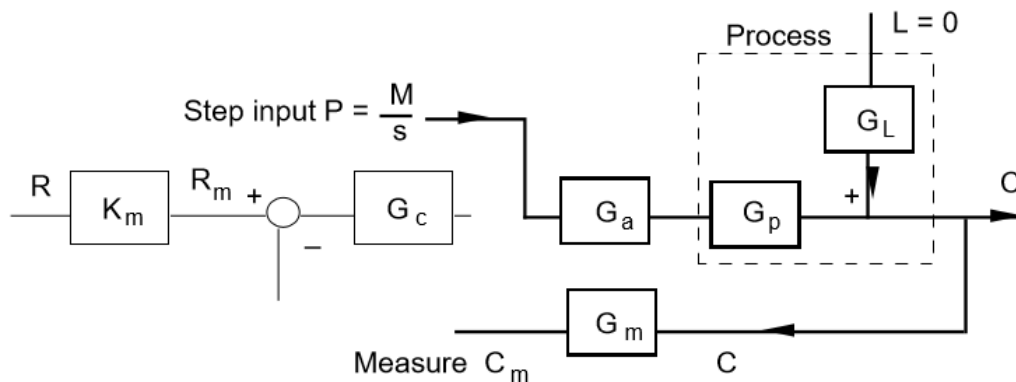 L = 0
Process
Step input P = M/s
G_L
R
K_m
R_m
+
−
G_c
G_a
G_p
+
C
G_m
Measure C_m
C